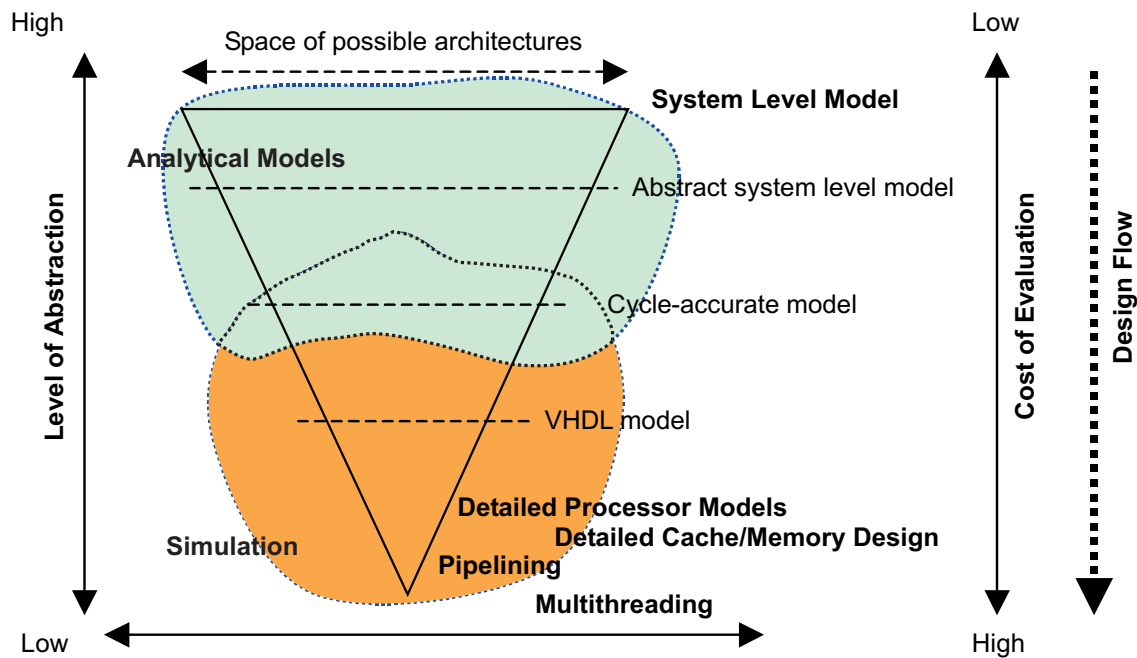 High
Low
Space of possible architectures
System Level Model
Analytical Models
Abstract system level model
Level of Abstraction
Cost of Evaluation
Design Flow
Cycle-accurate model
VHDL model
Detailed Processor Models
Detailed Cache/Memory Design
Simulation
Pipelining
Multithreading
Low
High